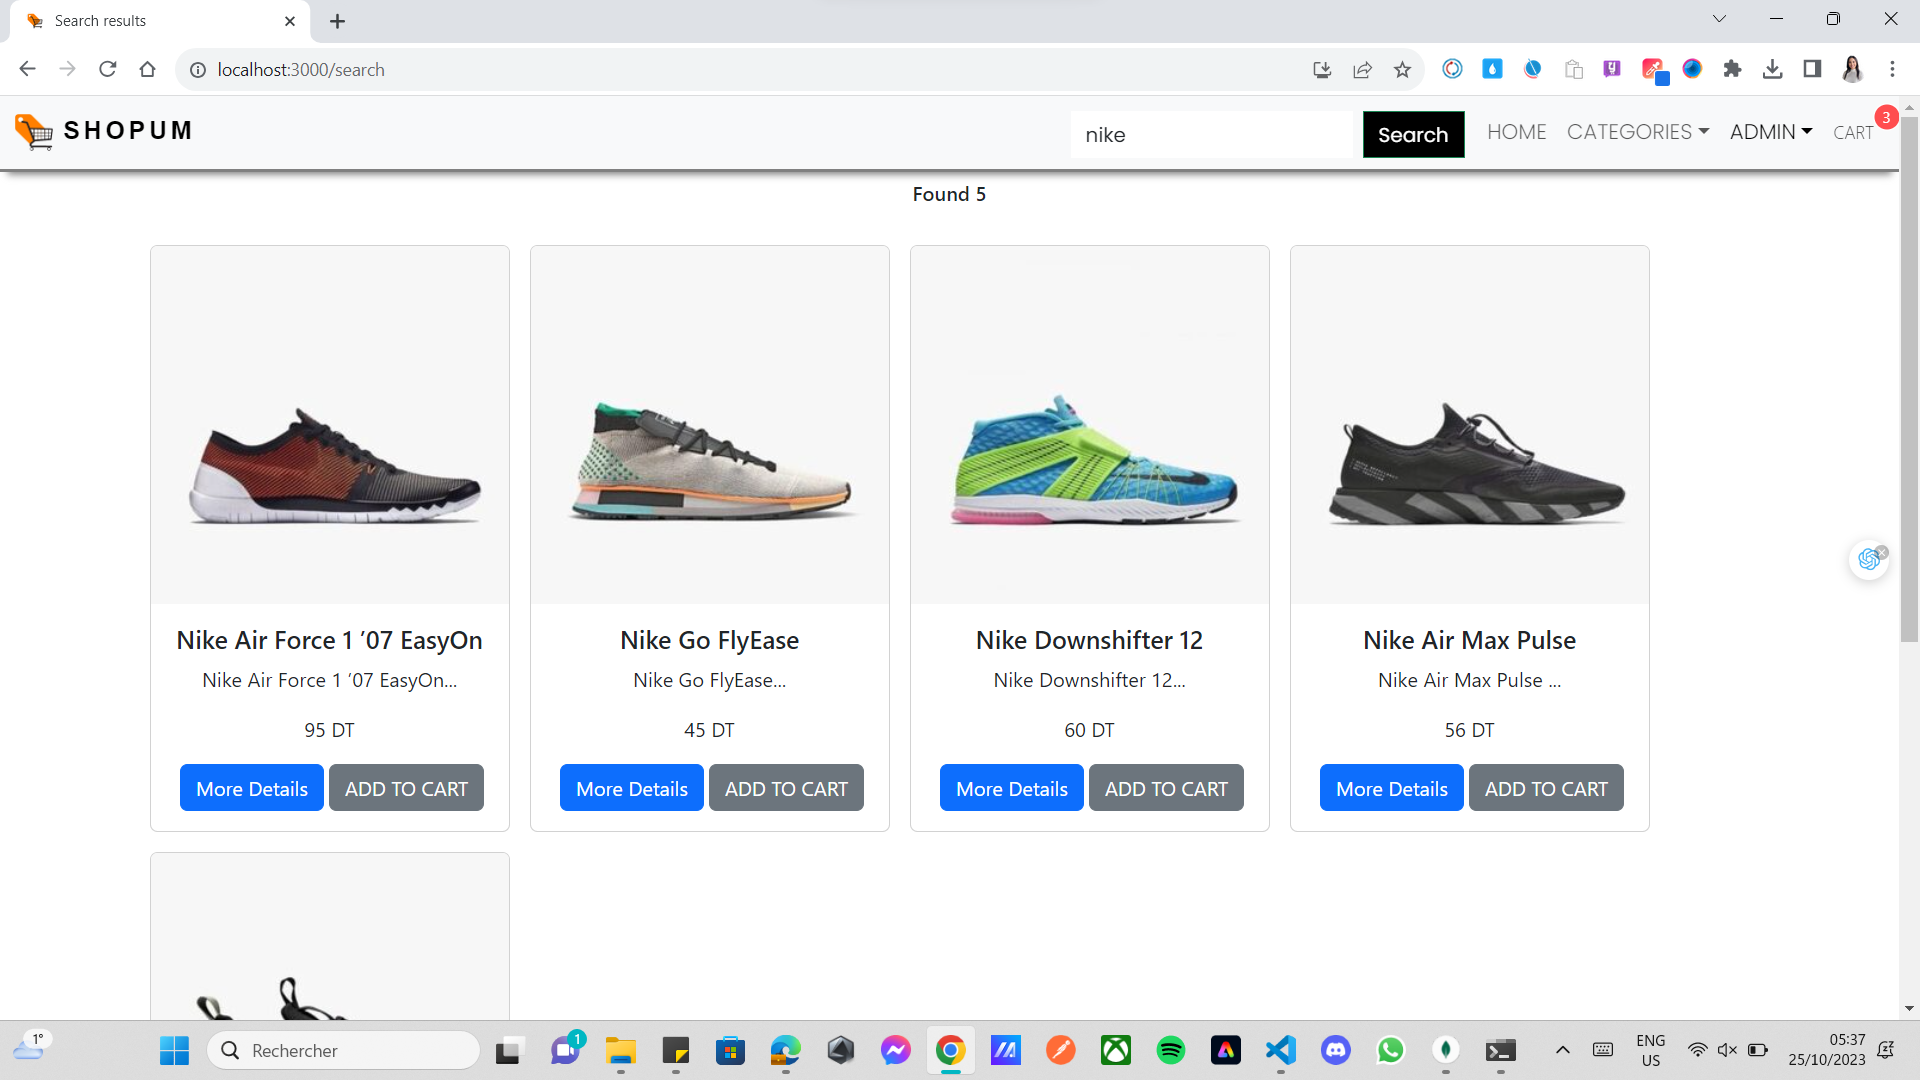 Search results
localhost:3000/search
SHOPUM
nike
Search
HOME
CATEGORIES
ADMIN
CART
3
Found 5
Nike Air Force 1 ’07 EasyOn
Nike Air Force 1 ’07 EasyOn...
95 DT
More Details
ADD TO CART
Nike Go FlyEase
Nike Go FlyEase...
45 DT
More Details
ADD TO CART
Nike Downshifter 12
Nike Downshifter 12...
60 DT
More Details
ADD TO CART
Nike Air Max Pulse
Nike Air Max Pulse ...
56 DT
More Details
ADD TO CART
1°
Rechercher
1
ENG
US
05:37
25/10/2023